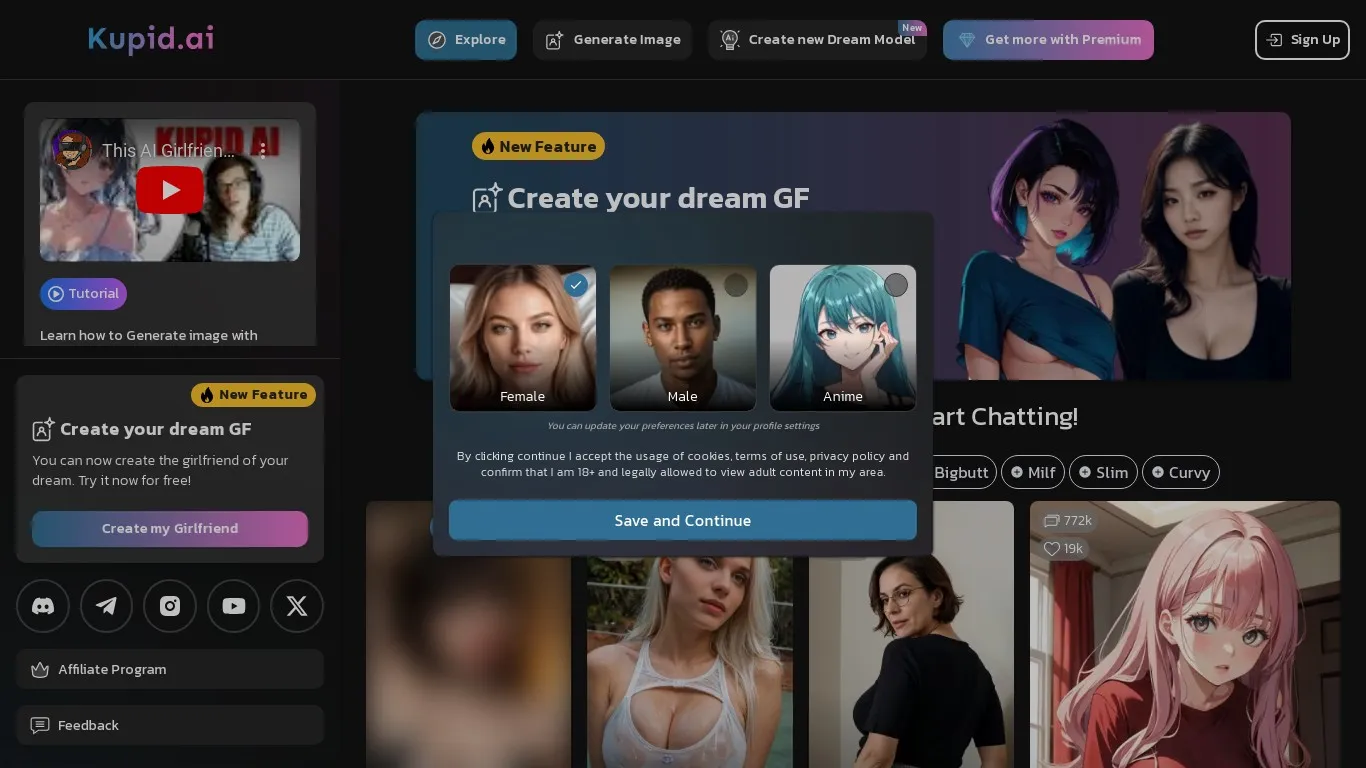 Kupid.ai
Explore
Generate Image
Create new Dream Model
New
Get more with Premium
Sign Up
KUPID AI
This AI Girlfrien...
Tutorial
Learn how to Generate image with
New Feature
Create your dream GF
You can now create the girlfriend of your
dream. Try it now for free!
Create my Girlfriend
Affiliate Program
Feedback
New Feature
Create your dream GF
Female
Male
Anime
You can update your preferences later in your profile settings
By clicking continue I accept the usage of cookies, terms of use, privacy policy and
confirm that I am 18+ and legally allowed to view adult content in my area.
Save and Continue
art Chatting!
Bigbutt
Milf
Slim
Curvy
772k
19k